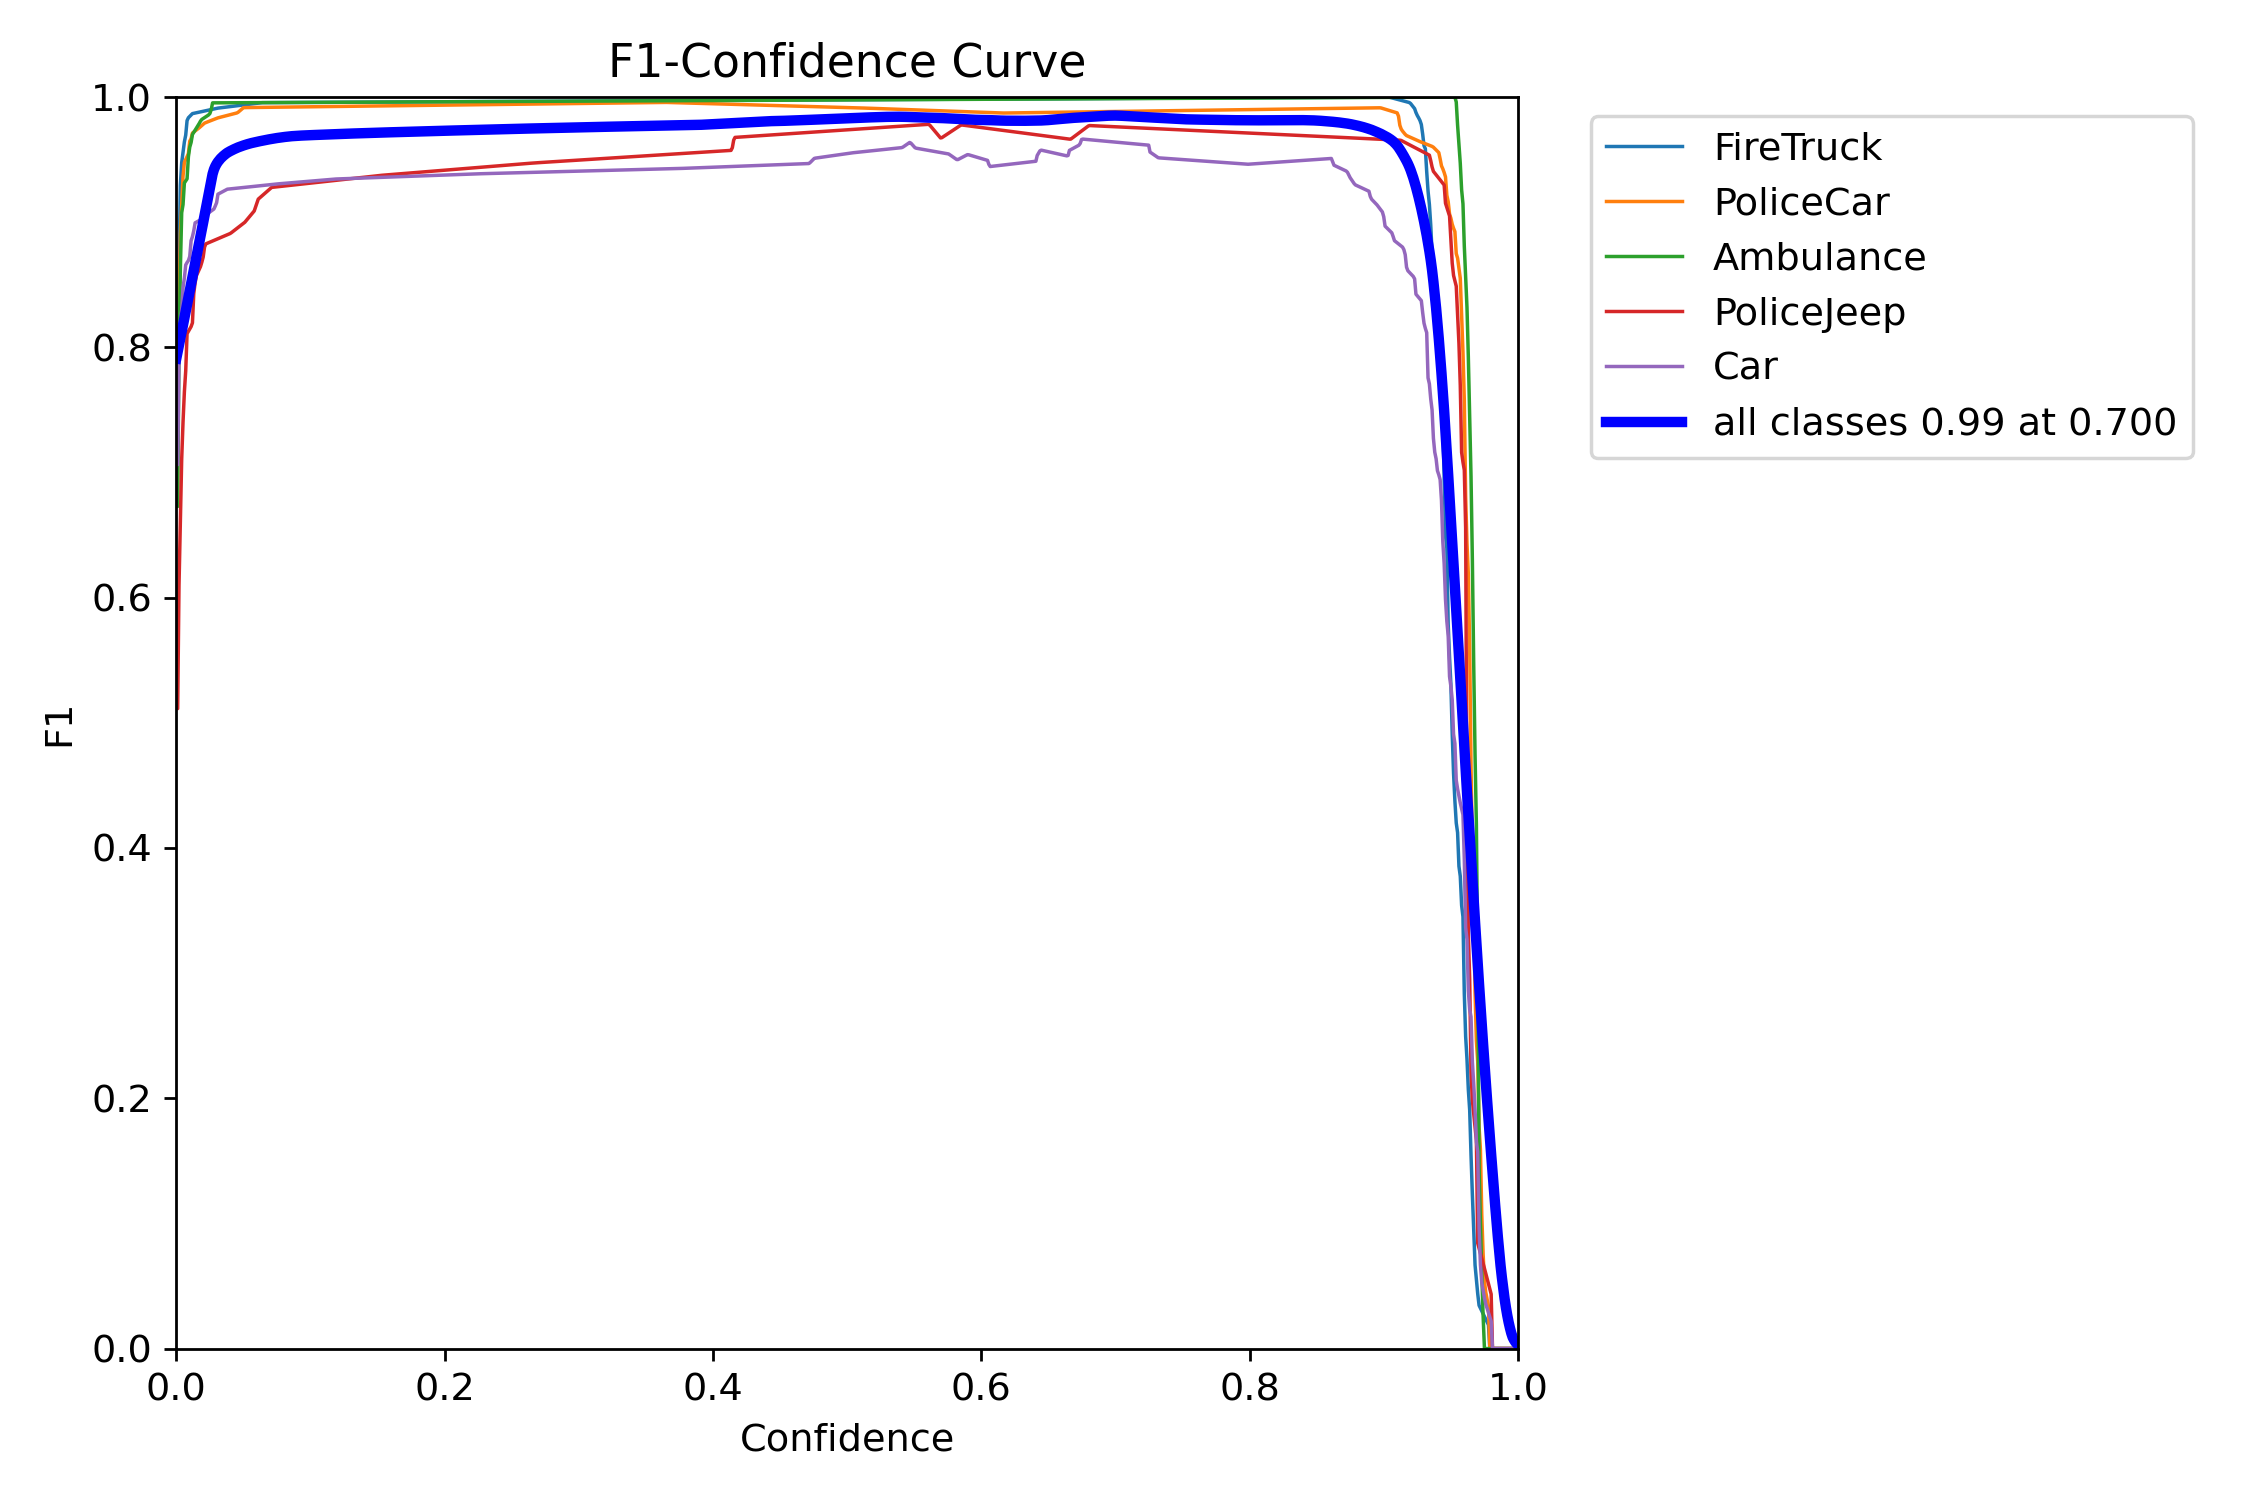 F1-Confidence Curve
1.0
0.8
0.6
0.4
0.2
0.0
F1
0.0 0.2 0.4 0.6 0.8 1.0
Confidence
FireTruck
PoliceCar
Ambulance
PoliceJeep
Car
all classes 0.99 at 0.700